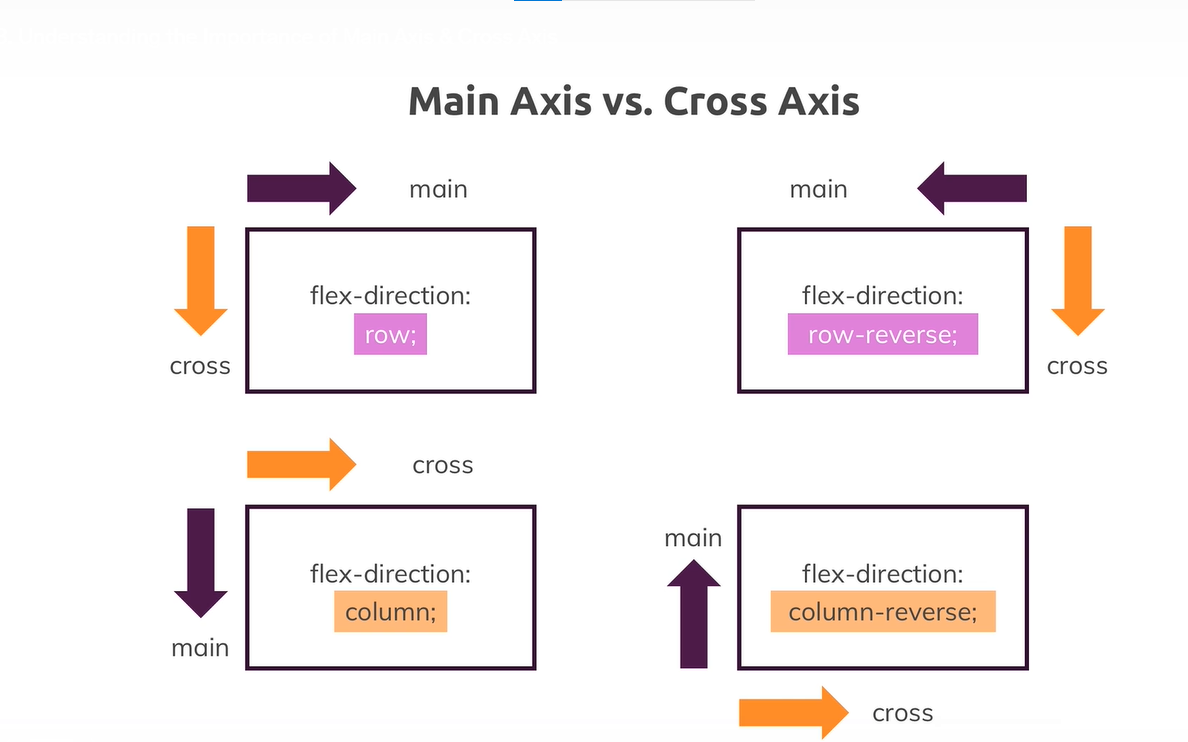 Main Axis vs. Cross Axis
main
main
flex-direction:
row;
cross
flex-direction:
row-reverse;
cross
cross
flex-direction:
column;
main
main
flex-direction:
column-reverse;
cross